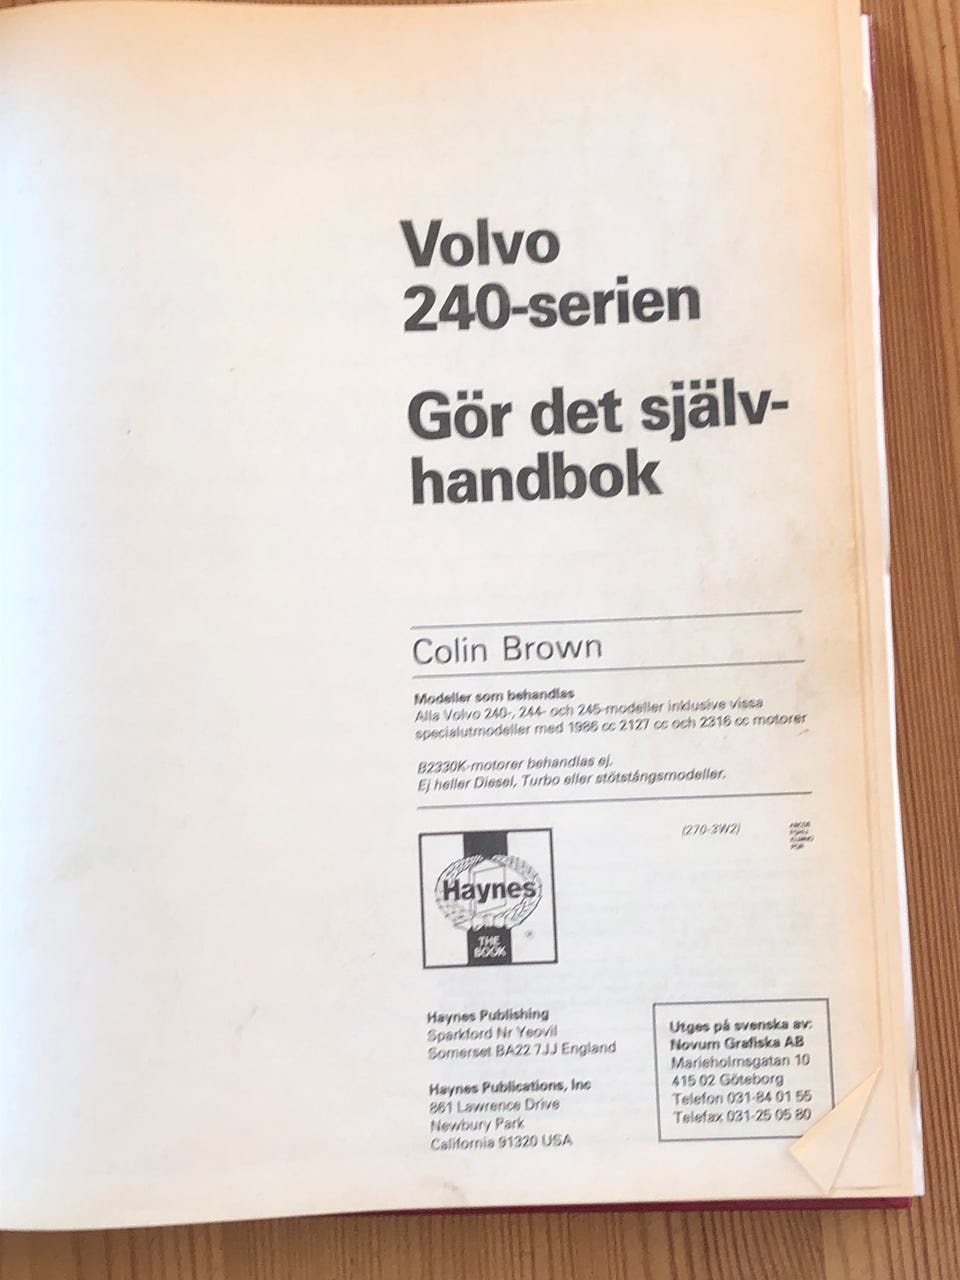 Volvo
240-serien
Gör det själv-
handbok
Colin Brown
Modeller som behandlas
Alla Volvo 240-, 244- och 245-modeller inklusive vissa
specialutmodeller med 1986 cc 2127 cc och 2316 cc motorer
B2330K-motorer behandlas ej.
Ej heller Diesel, Turbo eller stötstångsmodeller.
(270-3W2)
ABCDE
FGHIJ
KLMNO
PQR
Haynes
®
THE
BOOK
Haynes Publishing
Sparkford Nr Yeovil
Somerset BA22 7JJ England
Haynes Publications, Inc
861 Lawrence Drive
Newbury Park
California 91320 USA
Utges på svenska av:
Novum Grafiska AB
Marieholmsgatan 10
415 02 Göteborg
Telefon 031-84 01 55
Telefax 031-25 05 80